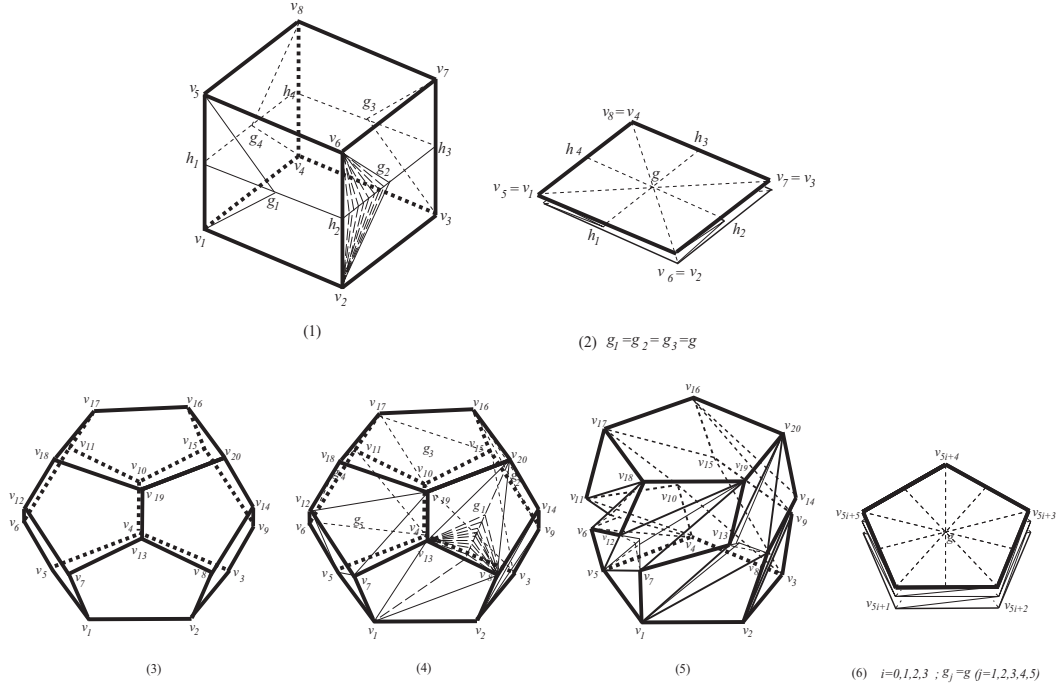 v8
v7
v5
h4
g3
v6
g4
h3
h1
v4
g2
g1
h2
v3
v1
v2
(1)
v8=v4
h3
h4
g
v5=v1
v7=v3
h1
h2
v6=v2
(2) g1=g2=g3=g
v17
v16
v11
v15
v18
v10
v20
v19
v12
v14
v6
v4
v9
v13
v5
v7
v8
v3
v1
v2
(3)
v17
v16
g3
v15
v11
v18
v10
v20
v19
v12
g1
v14
v6
g5
v13
v9
v5
v7
v3
v1
v2
(4)
v16
v17
v20
v15
v19
v18
v10
v11
v14
v9
v6
v12
v4
v13
v5
v7
v8
v3
v1
v2
(5)
v5i+4
v5i+5
v5i+3
g
v5i+1
v5i+2
(6) i=0,1,2,3 ; gj=g (j=1,2,3,4,5)